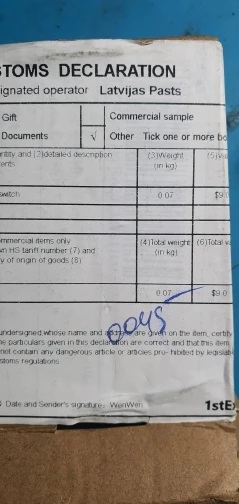 STOMS DECLARATION
ignated operator Latvijas Pasts
Gift Commercial sample
Documents √ Other Tick one or more bo
ntity and (2)detailed description (3)Weight (5)Va
ents (in kg)
switch 0.07 $9.0
mmercial items only (4)Total weight (6)Total va
n HS tariff number (7) and (in kg)
y of origin of goods (8)
0.07 $9.0
0045
undersigned,whose name and address are given on the item, certify
e particulars given in this declaration are correct and that this item
not contain any dangerous article or articles pro- hibited by legislati
stoms regulations
Date and Sender's signature: WenWen 1stEx